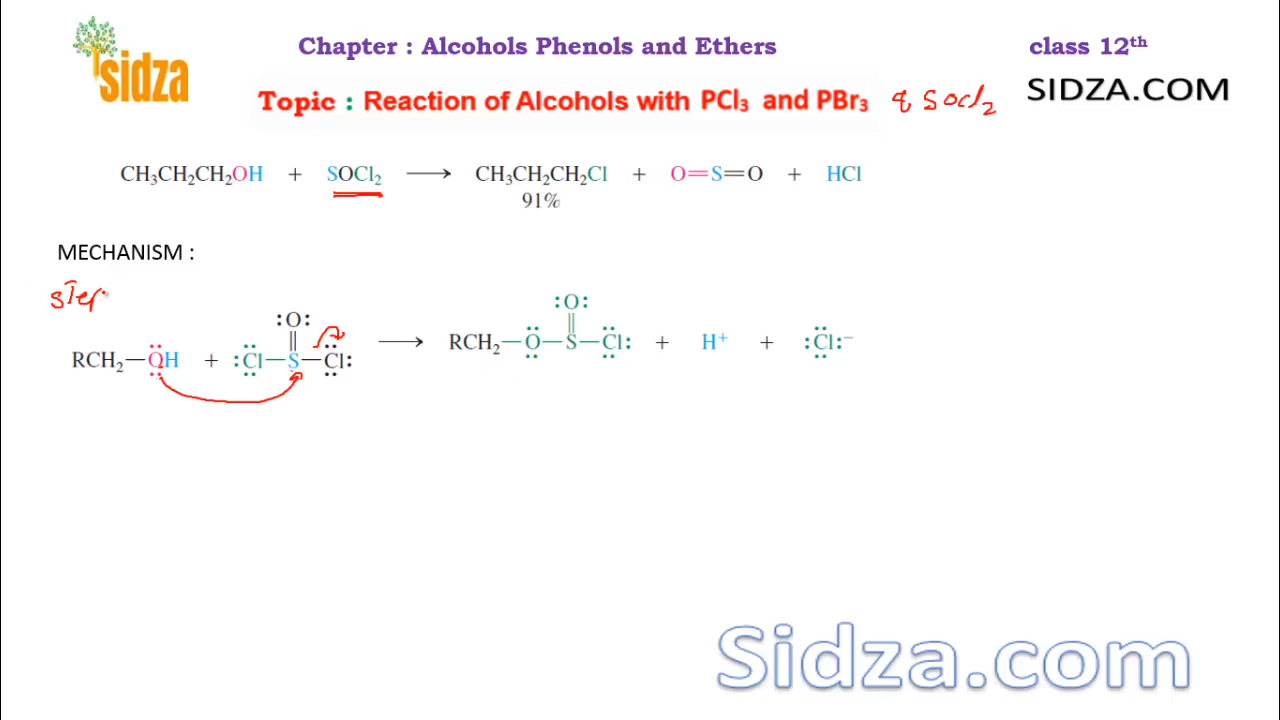 sidza
Chapter : Alcohols Phenols and Ethers
class 12th
Topic : Reaction of Alcohols with PCl₃ and PBr₃ & SOCl₂
SIDZA.COM
CH₃CH₂CH₂OH + SOCl₂ ⟶ CH₃CH₂CH₂Cl + O=S=O + HCl
91%
MECHANISM :
Step
:O: :O:
RCH₂—OH + :Cl—S—Cl: ⟶ RCH₂—O—S—Cl: + H⁺ + :Cl:⁻
Sidza.com